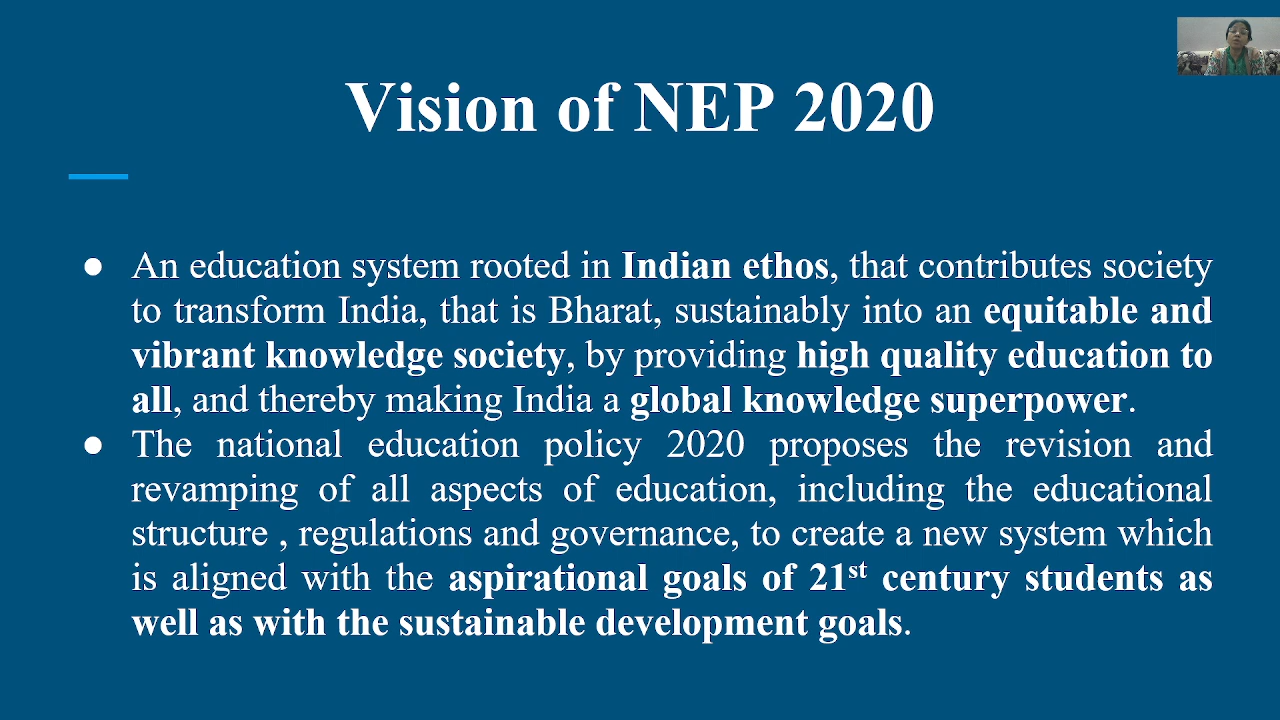 Vision of NEP 2020
● An education system rooted in Indian ethos, that contributes society
to transform India, that is Bharat, sustainably into an equitable and
vibrant knowledge society, by providing high quality education to
all, and thereby making India a global knowledge superpower.
● The national education policy 2020 proposes the revision and
revamping of all aspects of education, including the educational
structure , regulations and governance, to create a new system which
is aligned with the aspirational goals of 21st century students as
well as with the sustainable development goals.